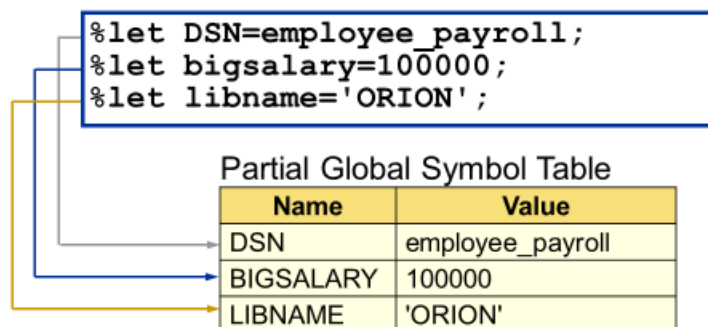 %let DSN=employee_payroll;
%let bigsalary=100000;
%let libname='ORION';
Partial Global Symbol Table
Name Value
DSN employee_payroll
BIGSALARY 100000
LIBNAME 'ORION'